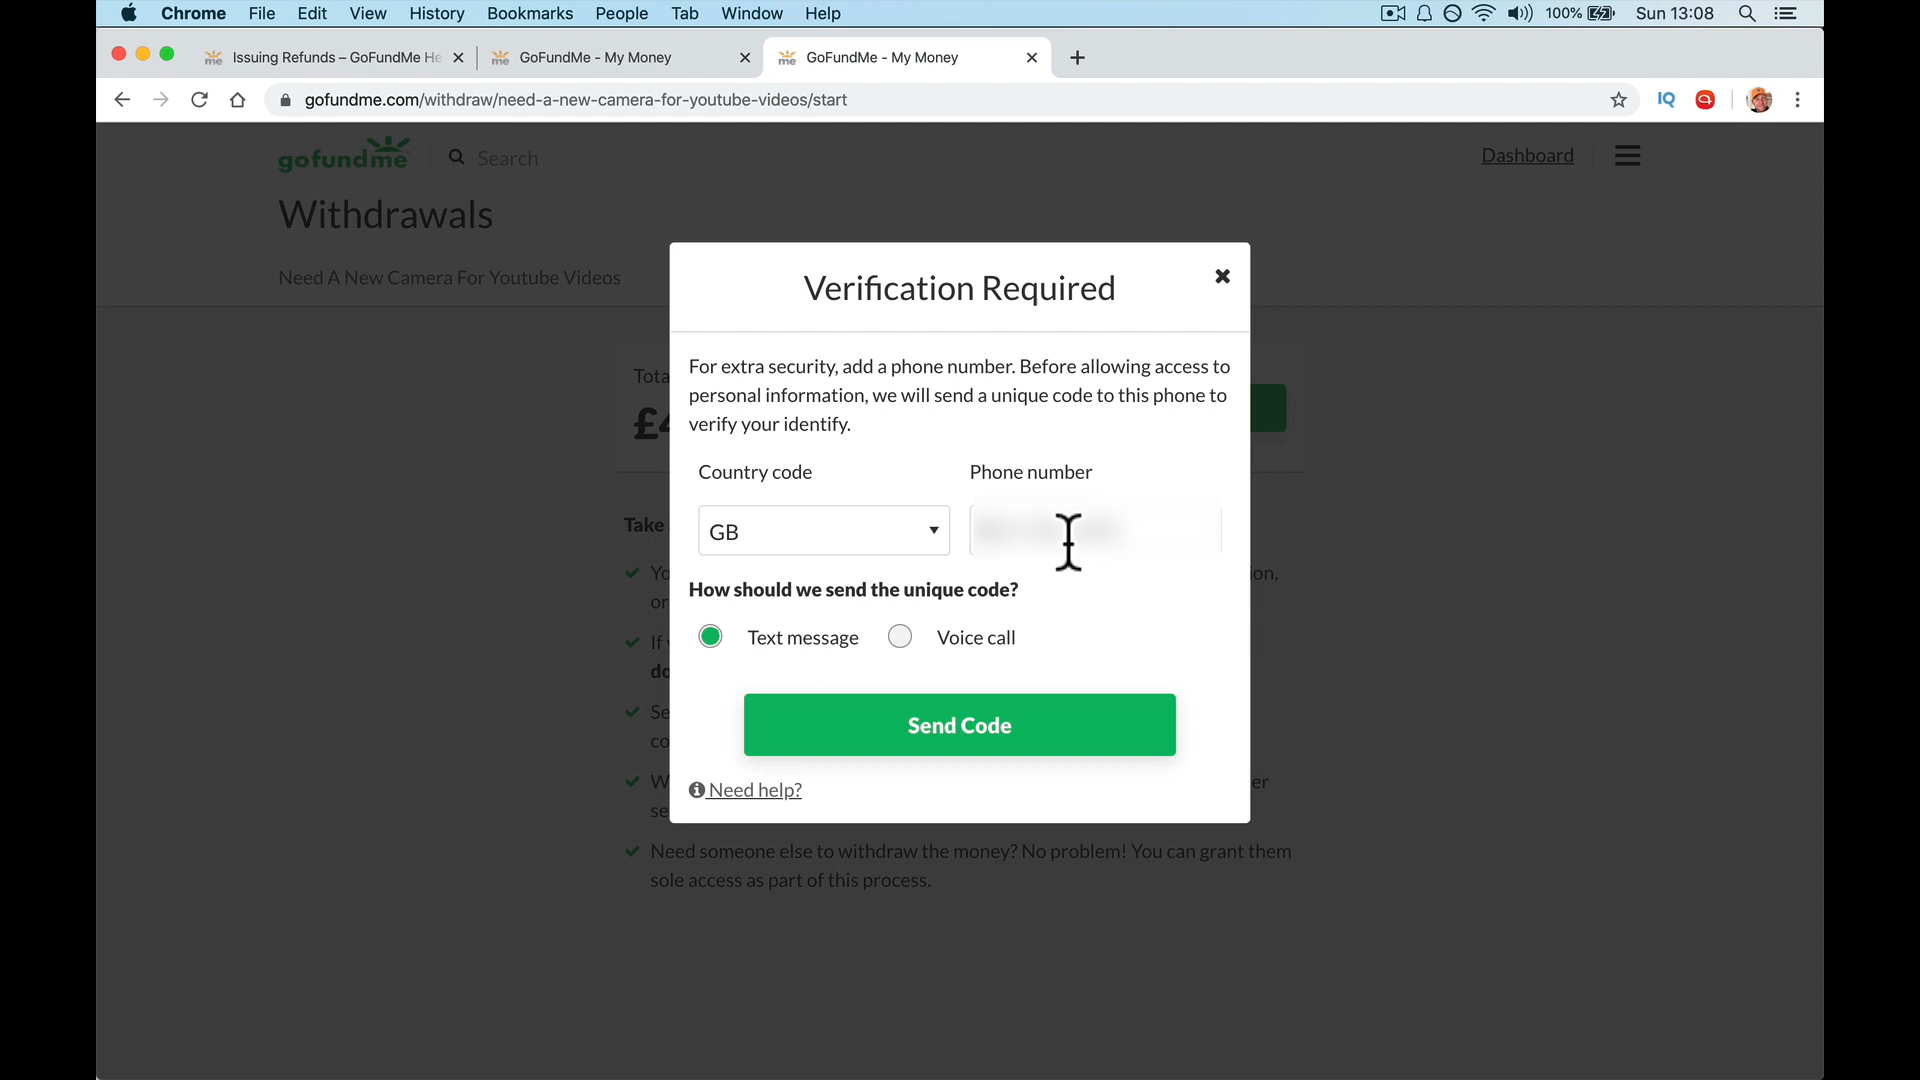 Chrome File Edit View History Bookmarks People Tab Window Help 100% Sun 13:08
Issuing Refunds – GoFundMe He GoFundMe - My Money GoFundMe - My Money
gofundme.com/withdraw/need-a-new-camera-for-youtube-videos/start IQ
gofundme Search Dashboard
Withdrawals
Need A New Camera For Youtube Videos
Verification Required
For extra security, add a phone number. Before allowing access to
personal information, we will send a unique code to this phone to
verify your identify.
Country code Phone number
GB
How should we send the unique code?
Text message Voice call
Send Code
Need help?
Take
Need someone else to withdraw the money? No problem! You can grant them
sole access as part of this process.